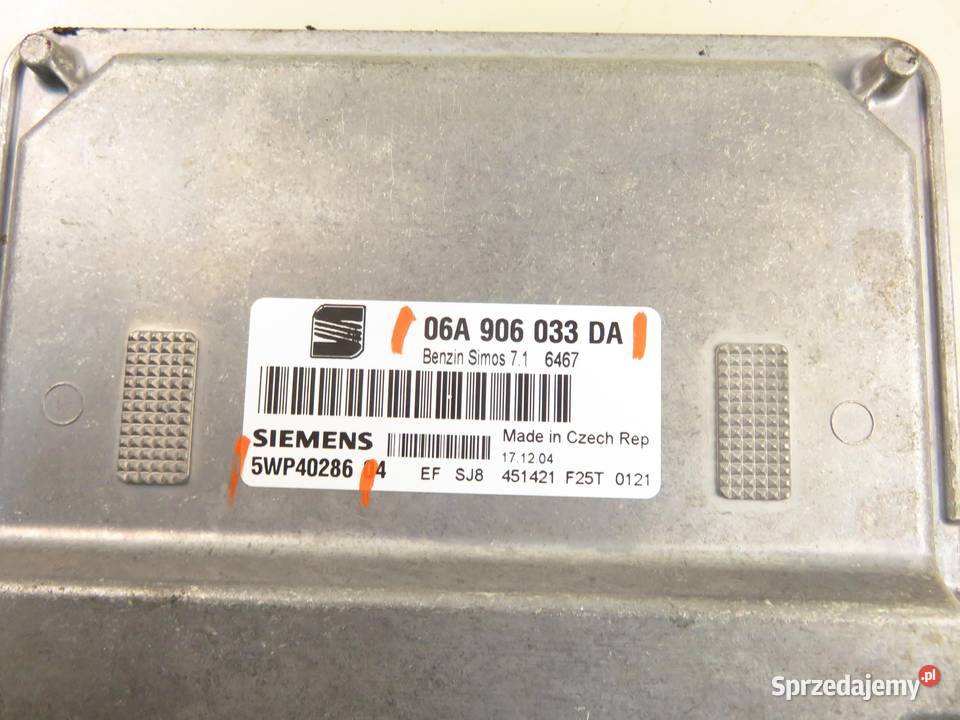 06A 906 033 DA
Benzin Simos 7.1 6467
SIEMENS
Made in Czech Rep
17.12.04
5WP40286 04
EF SJ8 451421 F25T 0121
Sprzedajemy.pl